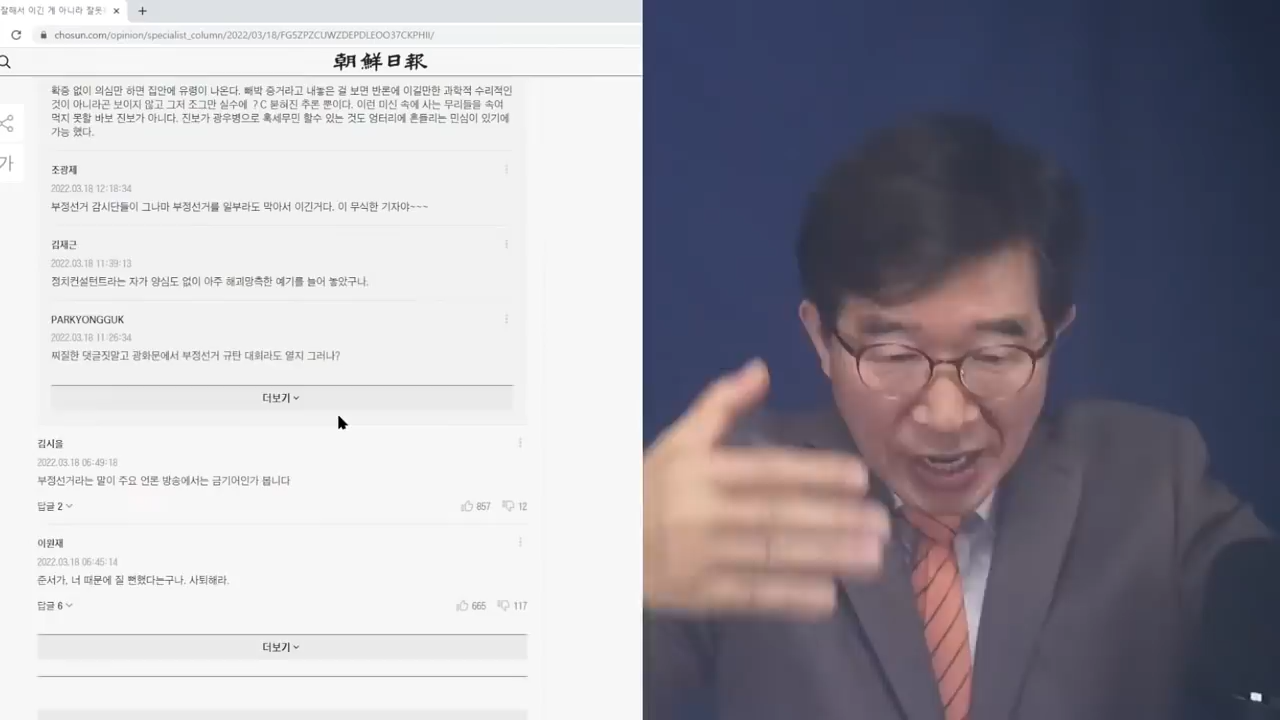 잘해서 이긴 게 아니라 잘못
chosun.com/opinion/specialist_column/2022/03/18/FG5ZPZCUWZDEPDLEOO37CKPHII/
朝鮮日報
확증 없이 의심만 하면 집안에 유령이 나온다. 빼박 증거라고 내놓은 걸 보면 반론에 이길만한 과학적 수리적인
것이 아니라곤 보이지 않고 그저 조그만 실수에 ? C 묻혀진 추론 뿐이다. 이런 미신 속에 사는 무리들을 속여
먹지 못할 바보 진보가 아니다. 진보가 광우병으로 혹세무민 할수 있는 것도 엉터리에 흔들리는 민심이 있기에
가능 했다.
가
조광제
2022.03.18 12:18:34
부정선거 감시단들이 그나마 부정선거를 일부라도 막아서 이긴거다. 이 무식한 기자야~~~
김재근
2022.03.18 11:39:13
정치컨설턴트라는 자가 양심도 없이 아주 해괴망측한 예기를 늘어 놓았구나.
PARKYONGGUK
2022.03.18 11:26:34
찌질한 댓글짓말고 광화문에서 부정선거 규탄 대회라도 열지 그러냐?
더보기
김시을
2022.03.18 06:49:18
부정선거라는 말이 주요 언론 방송에서는 금기어인가 봅니다
답글 2 857 12
이원재
2022.03.18 06:45:14
준서가, 너 때문에 질 뻔했다는구나. 사퇴해라.
답글 6 665 117
더보기